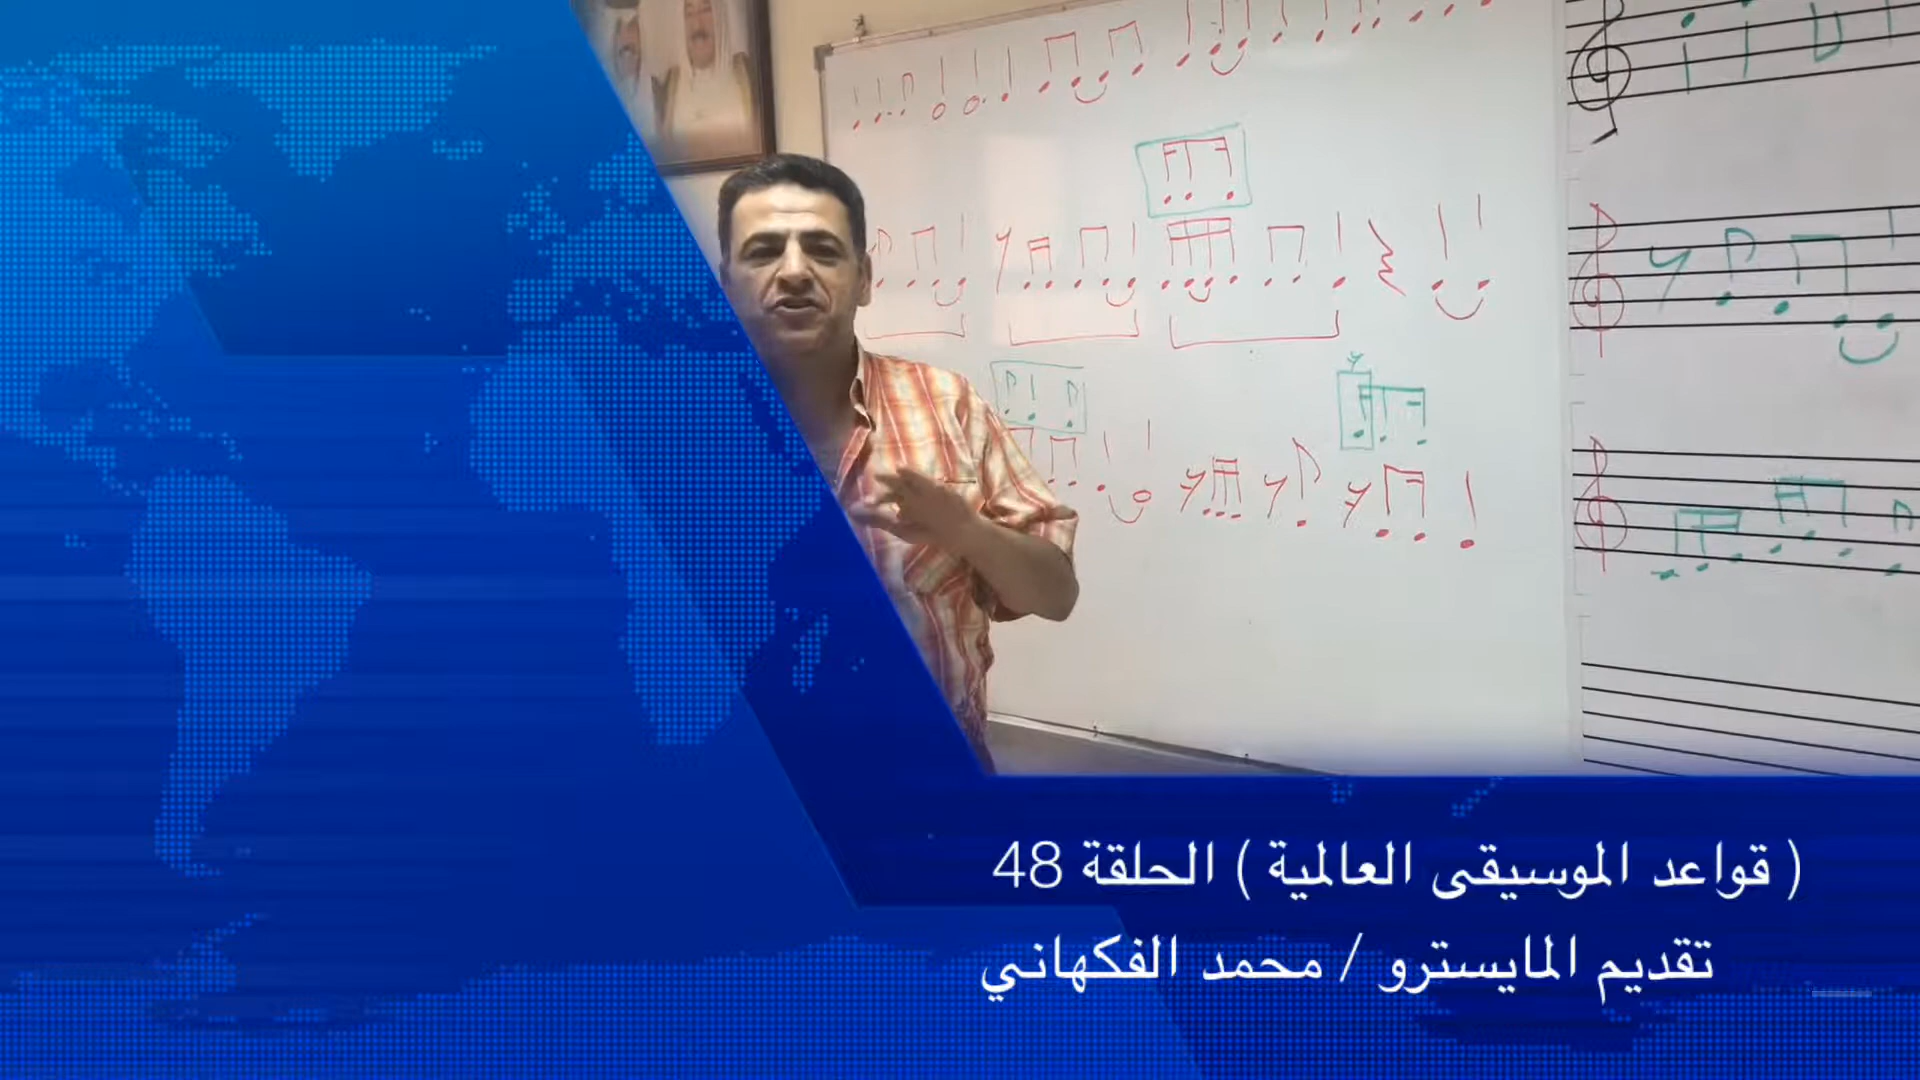 ( قواعد الموسيقى العالمية ) الحلقة 48
تقديم المايسترو / محمد الفكهاني